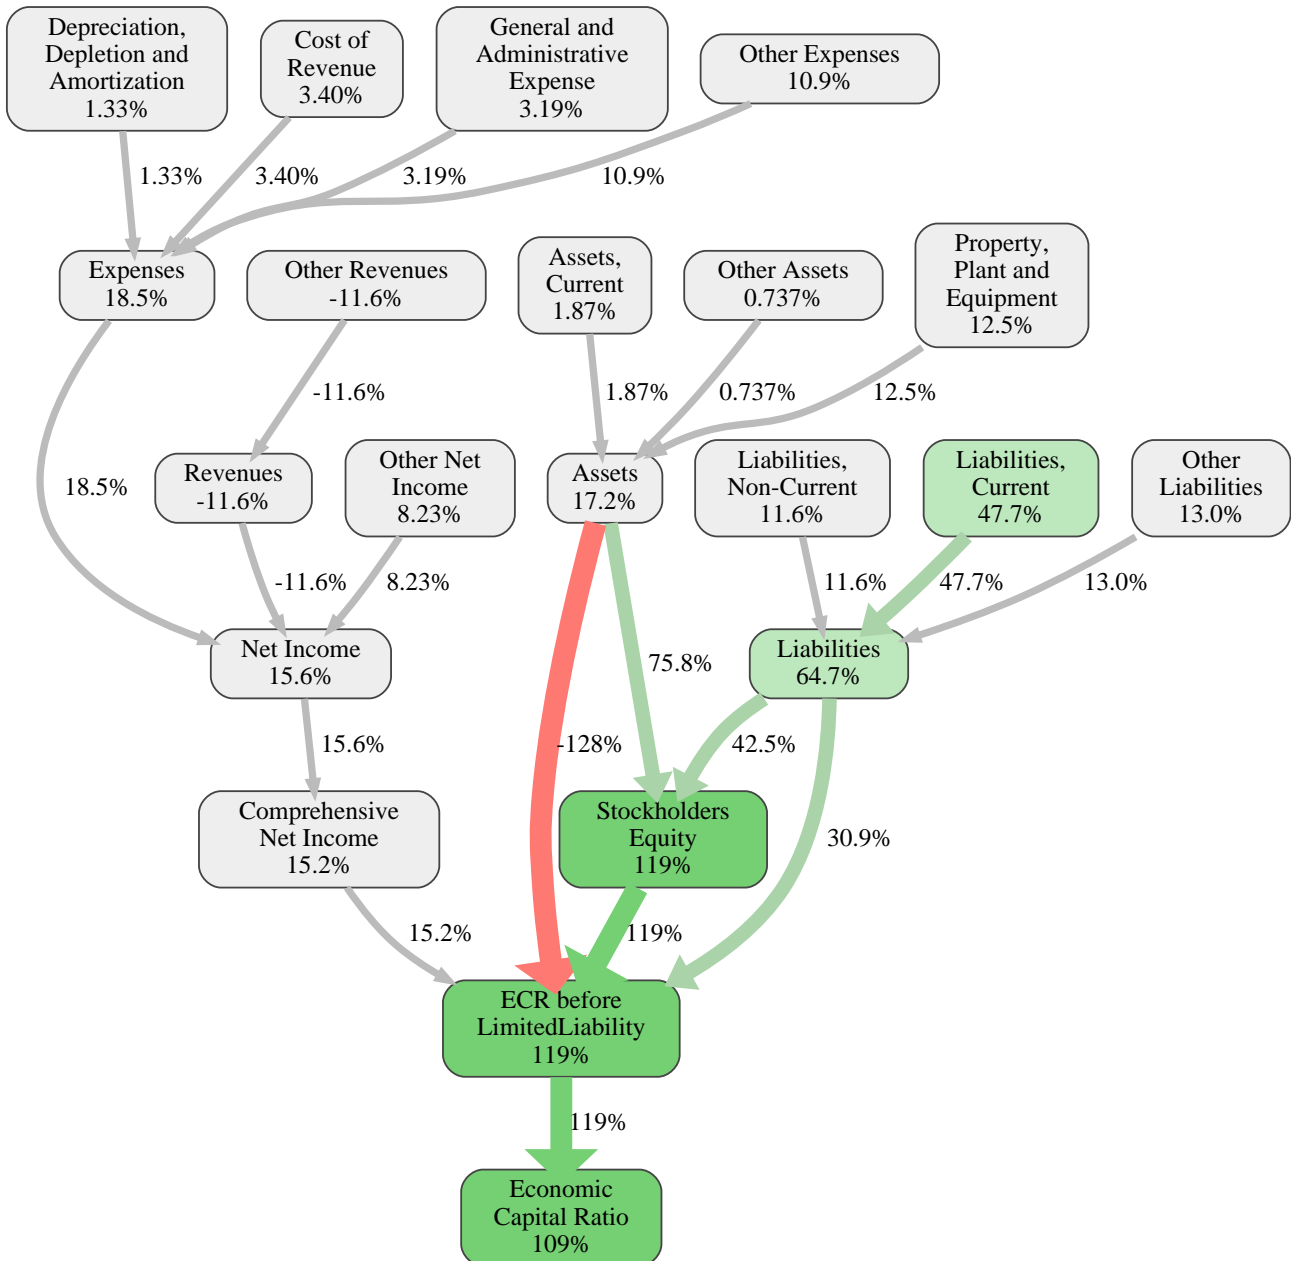 Depreciation,
Depletion and
Amortization
1.33%
Cost of
Revenue
3.40%
General and
Administrative
Expense
3.19%
Other Expenses
10.9%
1.33%
3.40%
3.19%
10.9%
Expenses
18.5%
Other Revenues
-11.6%
Assets,
Current
1.87%
Other Assets
0.737%
Property,
Plant and
Equipment
12.5%
-11.6%
1.87%
0.737%
12.5%
18.5%
Revenues
-11.6%
Other Net
Income
8.23%
Assets
17.2%
Liabilities,
Non-Current
11.6%
Liabilities,
Current
47.7%
Other
Liabilities
13.0%
-11.6%
8.23%
11.6%
47.7%
13.0%
Net Income
15.6%
Liabilities
64.7%
75.8%
15.6%
-128%
42.5%
Comprehensive
Net Income
15.2%
Stockholders
Equity
119%
30.9%
15.2%
119%
ECR before
LimitedLiability
119%
119%
Economic
Capital Ratio
109%